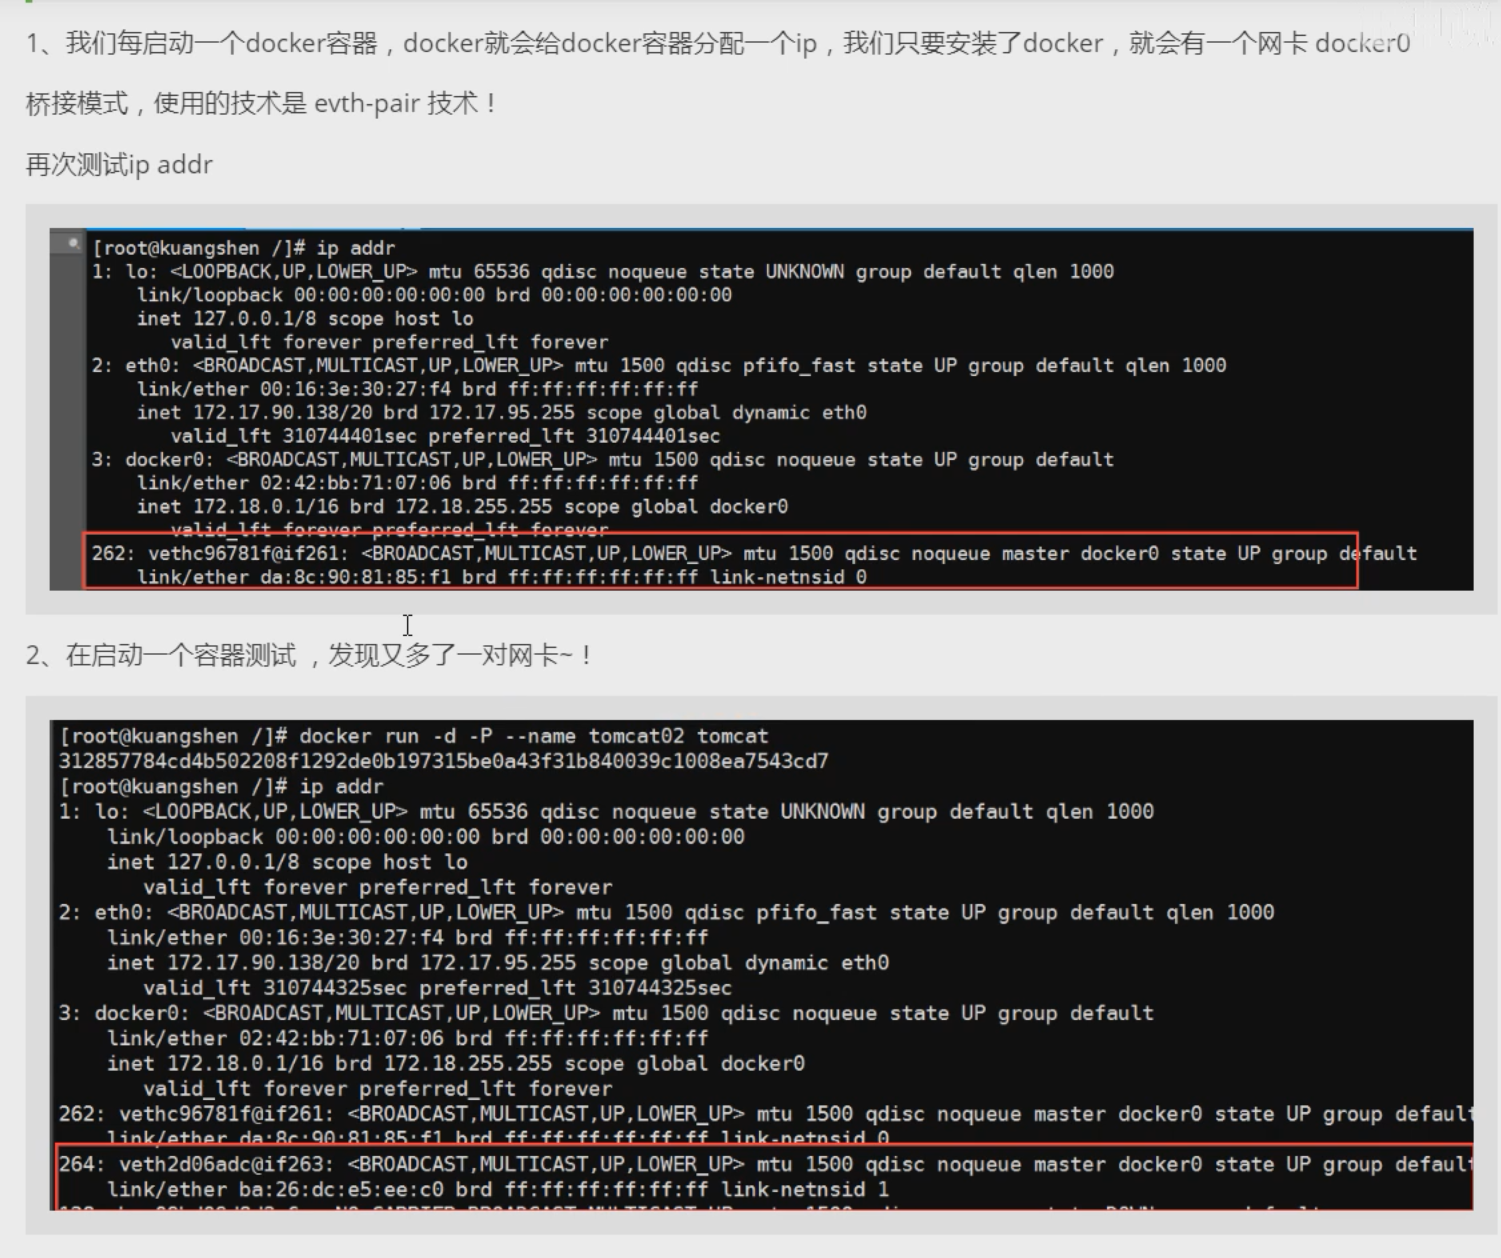 1、我们每启动一个docker容器，docker就会给docker容器分配一个ip，我们只要安装了docker，就会有一个网卡 docker0
桥接模式，使用的技术是 evth-pair 技术！
再次测试ip addr
[root@kuangshen /]# ip addr
1: lo: <LOOPBACK,UP,LOWER_UP> mtu 65536 qdisc noqueue state UNKNOWN group default qlen 1000
link/loopback 00:00:00:00:00:00 brd 00:00:00:00:00:00
inet 127.0.0.1/8 scope host lo
valid_lft forever preferred_lft forever
2: eth0: <BROADCAST,MULTICAST,UP,LOWER_UP> mtu 1500 qdisc pfifo_fast state UP group default qlen 1000
link/ether 00:16:3e:30:27:f4 brd ff:ff:ff:ff:ff:ff
inet 172.17.90.138/20 brd 172.17.95.255 scope global dynamic eth0
valid_lft 310744401sec preferred_lft 310744401sec
3: docker0: <BROADCAST,MULTICAST,UP,LOWER_UP> mtu 1500 qdisc noqueue state UP group default
link/ether 02:42:bb:71:07:06 brd ff:ff:ff:ff:ff:ff
inet 172.18.0.1/16 brd 172.18.255.255 scope global docker0
valid_lft forever preferred_lft forever
262: vethc96781f@if261: <BROADCAST,MULTICAST,UP,LOWER_UP> mtu 1500 qdisc noqueue master docker0 state UP group default
link/ether da:8c:90:81:85:f1 brd ff:ff:ff:ff:ff:ff link-netnsid 0
2、在启动一个容器测试 ，发现又多了一对网卡~！
[root@kuangshen /]# docker run -d -P --name tomcat02 tomcat
312857784cd4b502208f1292de0b197315be0a43f31b840039c1008ea7543cd7
[root@kuangshen /]# ip addr
1: lo: <LOOPBACK,UP,LOWER_UP> mtu 65536 qdisc noqueue state UNKNOWN group default qlen 1000
link/loopback 00:00:00:00:00:00 brd 00:00:00:00:00:00
inet 127.0.0.1/8 scope host lo
valid_lft forever preferred_lft forever
2: eth0: <BROADCAST,MULTICAST,UP,LOWER_UP> mtu 1500 qdisc pfifo_fast state UP group default qlen 1000
link/ether 00:16:3e:30:27:f4 brd ff:ff:ff:ff:ff:ff
inet 172.17.90.138/20 brd 172.17.95.255 scope global dynamic eth0
valid_lft 310744325sec preferred_lft 310744325sec
3: docker0: <BROADCAST,MULTICAST,UP,LOWER_UP> mtu 1500 qdisc noqueue state UP group default
link/ether 02:42:bb:71:07:06 brd ff:ff:ff:ff:ff:ff
inet 172.18.0.1/16 brd 172.18.255.255 scope global docker0
valid_lft forever preferred_lft forever
262: vethc96781f@if261: <BROADCAST,MULTICAST,UP,LOWER_UP> mtu 1500 qdisc noqueue master docker0 state UP group default
link/ether da:8c:90:81:85:f1 brd ff:ff:ff:ff:ff:ff link-netnsid 0
264: veth2d06adc@if263: <BROADCAST,MULTICAST,UP,LOWER_UP> mtu 1500 qdisc noqueue master docker0 state UP group default
link/ether ba:26:dc:e5:ee:c0 brd ff:ff:ff:ff:ff:ff link-netnsid 1